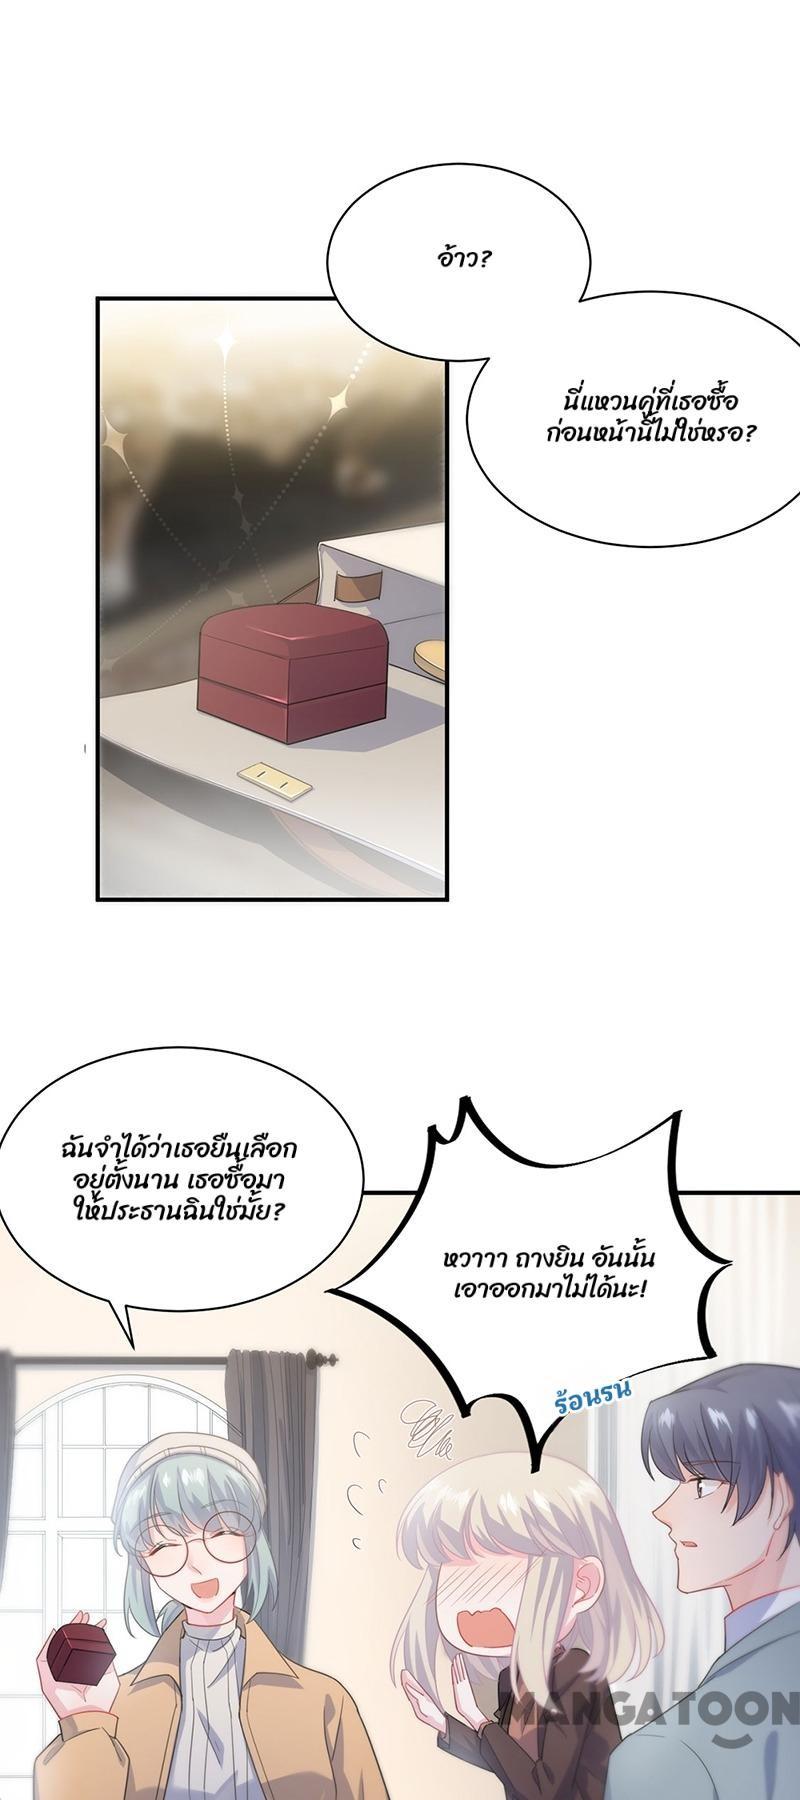 อ้าว?
นี่แหวนคู่ที่เธอซื้อ
ก่อนหน้านี้ไม่ใช่หรอ?
ฉันจำได้ว่าเธอยืนเลือก
อยู่ตั้งนาน เธอซื้อมา
ให้ประธานฉินใช่มั้ย?
หวาาา ถางยิน อันนั้น
เอาออกมาไม่ได้นะ!
ร้อนรน
MANGATOON